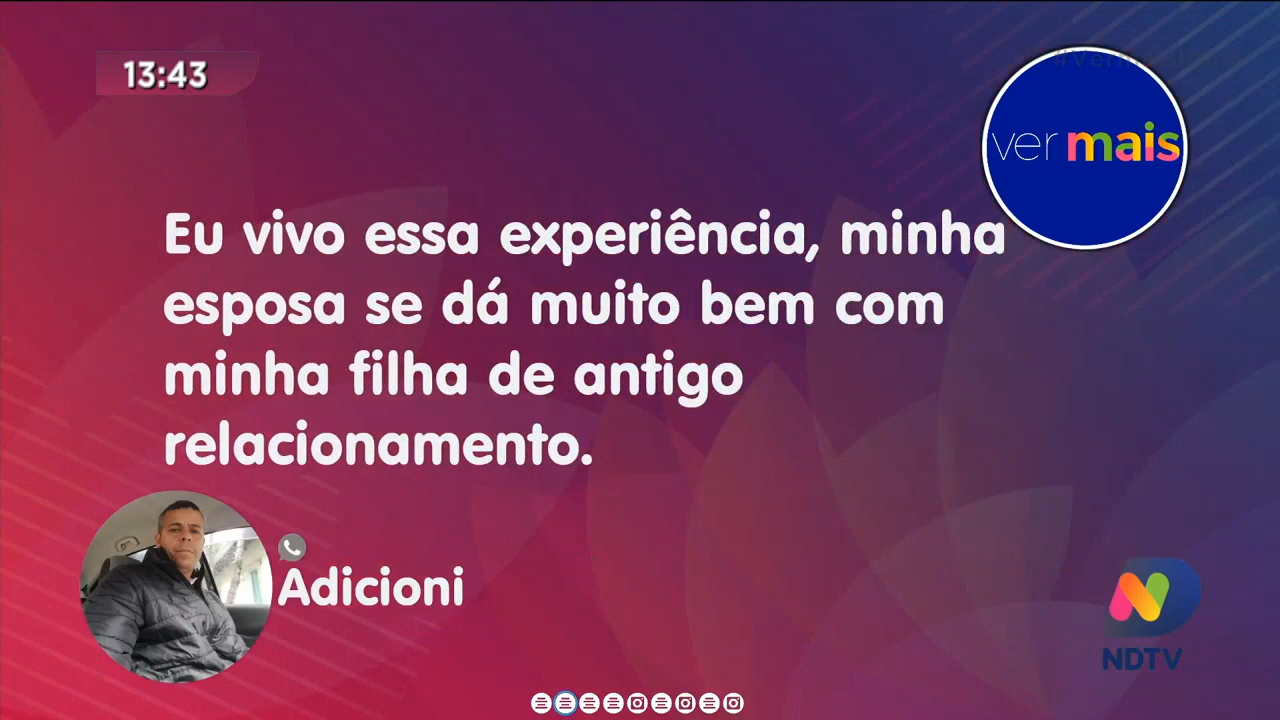 13:43
ver mais
Eu vivo essa experiência, minha
esposa se dá muito bem com
minha filha de antigo
relacionamento.
Adicioni
NDTV